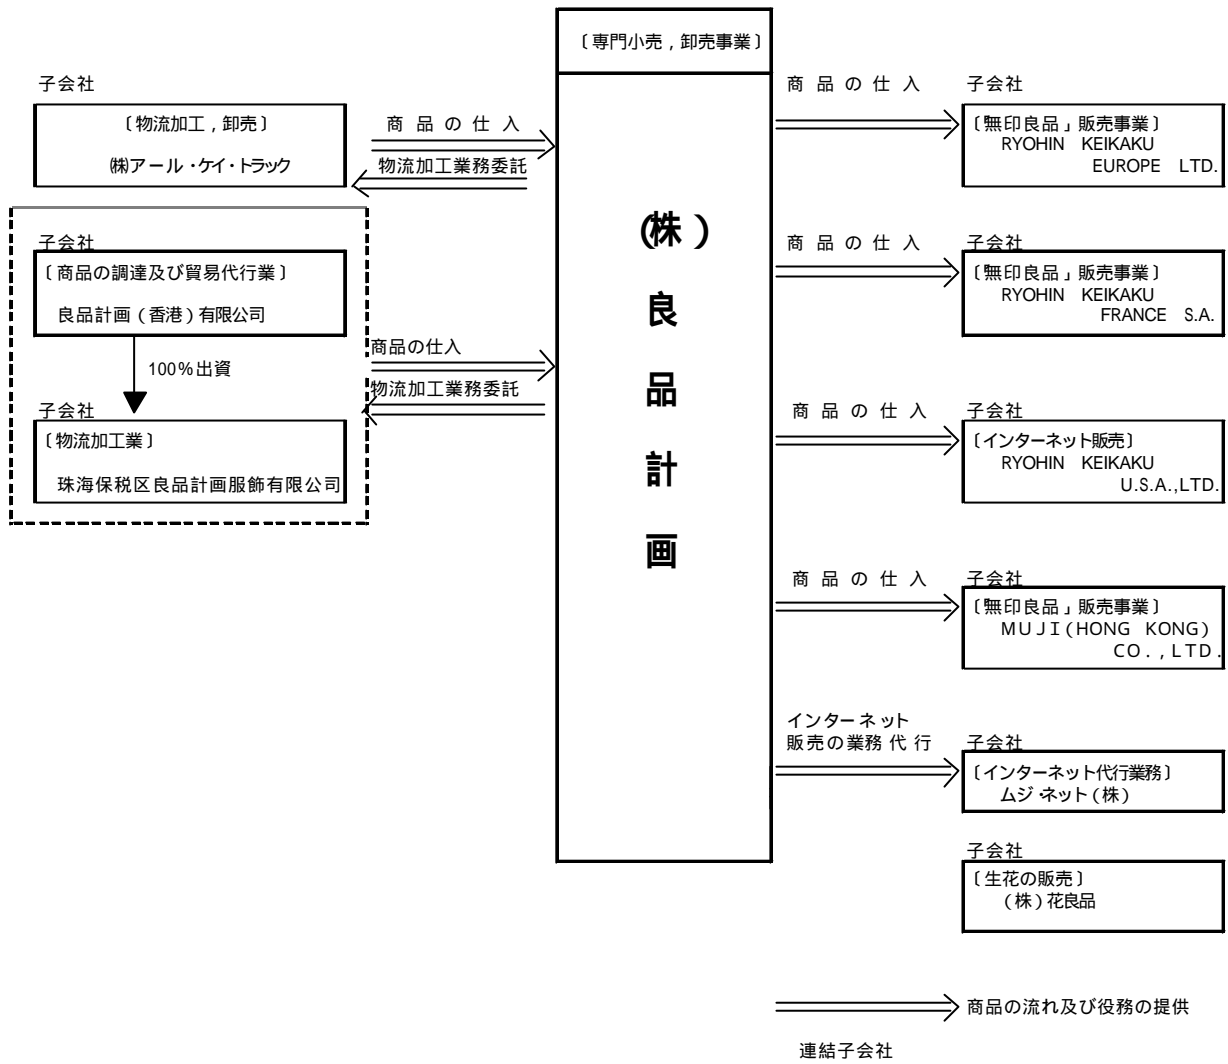 〔専門小売，卸売事業〕
(株)
良
品
計
画
子会社
〔物流加工，卸売〕
㈱アール・ケイ・トラック
商品の仕入
物流加工業務委託
子会社
〔商品の調達及び貿易代行業〕
良品計画（香港）有限公司
100％出資
子会社
〔物流加工業〕
珠海保税区良品計画服飾有限公司
商品の仕入
物流加工業務委託
商品の仕入
子会社
〔「無印良品」販売事業〕
RYOHIN KEIKAKU
EUROPE LTD.
商品の仕入
子会社
〔「無印良品」販売事業〕
RYOHIN KEIKAKU
FRANCE S.A.
商品の仕入
子会社
〔インターネット販売〕
RYOHIN KEIKAKU
U.S.A.,LTD.
商品の仕入
子会社
〔「無印良品」販売事業〕
MUJI(HONG KONG)
CO.,LTD.
インターネット
販売の業務代行
子会社
〔インターネット代行業務〕
ムジ・ネット(株)
子会社
〔生花の販売〕
(株)花良品
商品の流れ及び役務の提供
連結子会社